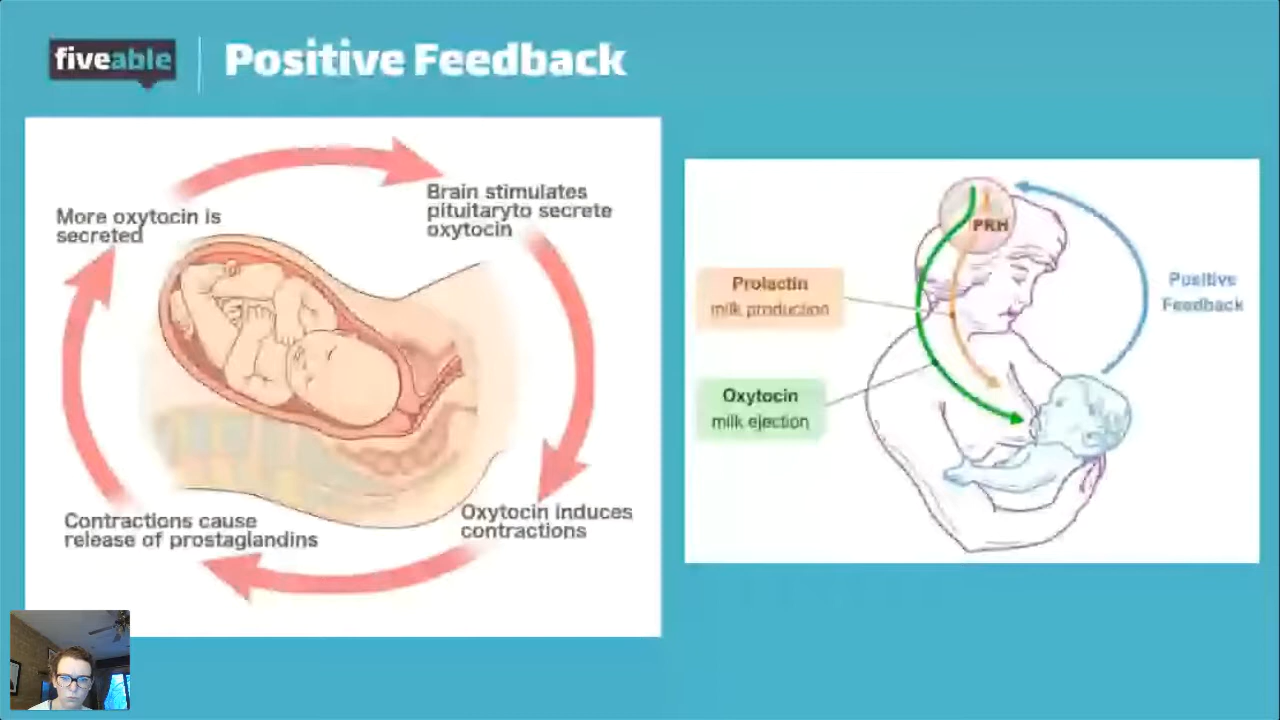 fiveable
Positive Feedback
More oxytocin is
secreted
Brain stimulates
pituitaryto secrete
oxytocin
Contractions cause
release of prostaglandins
Oxytocin induces
contractions
PRH
Prolactin
milk production
Oxytocin
milk ejection
Positive
Feedback